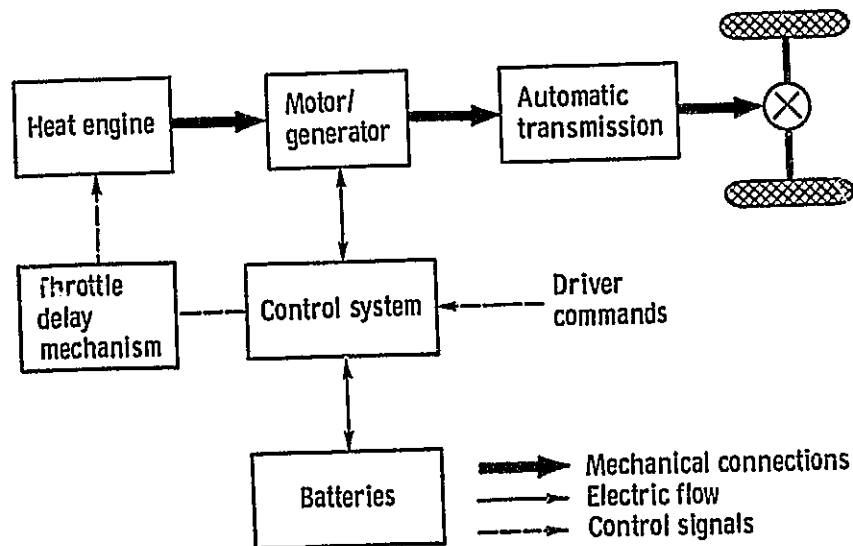 Heat engine
Motor/
generator
Automatic
transmission
Throttle
delay
mechanism
Control system
Driver
commands
Batteries
Mechanical connections
Electric flow
Control signals